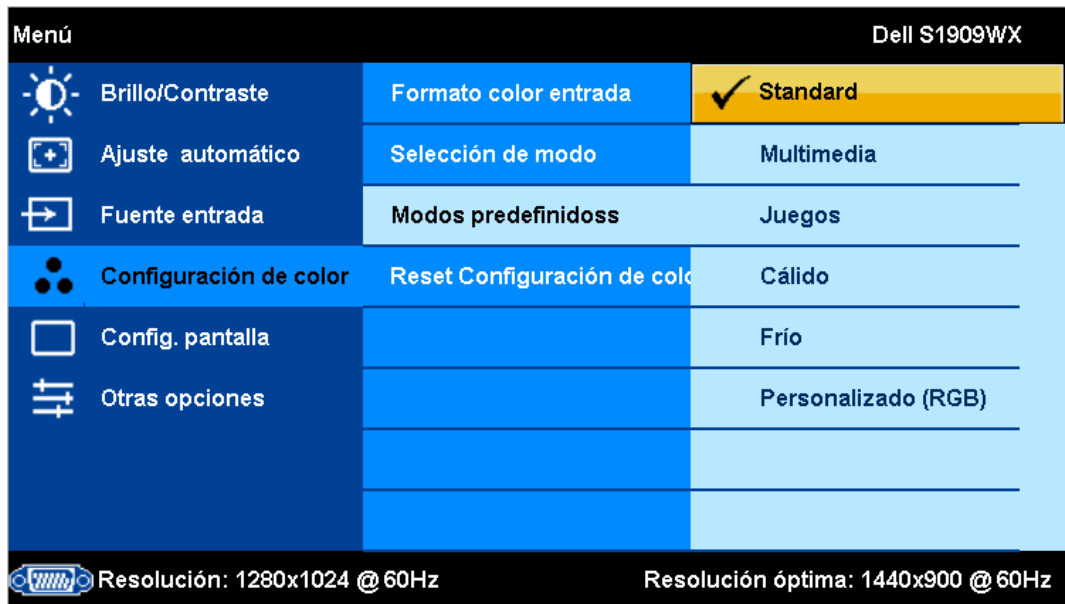 Menú
Dell S1909WX
Brillo/Contraste
Formato color entrada
Standard
Ajuste automático
Selección de modo
Multimedia
Fuente entrada
Modos predefinidoss
Juegos
Configuración de color
Reset Configuración de colo
Cálido
Config. pantalla
Frío
Otras opciones
Personalizado (RGB)
Resolución: 1280x1024 @60Hz
Resolución óptima: 1440x900 @60Hz